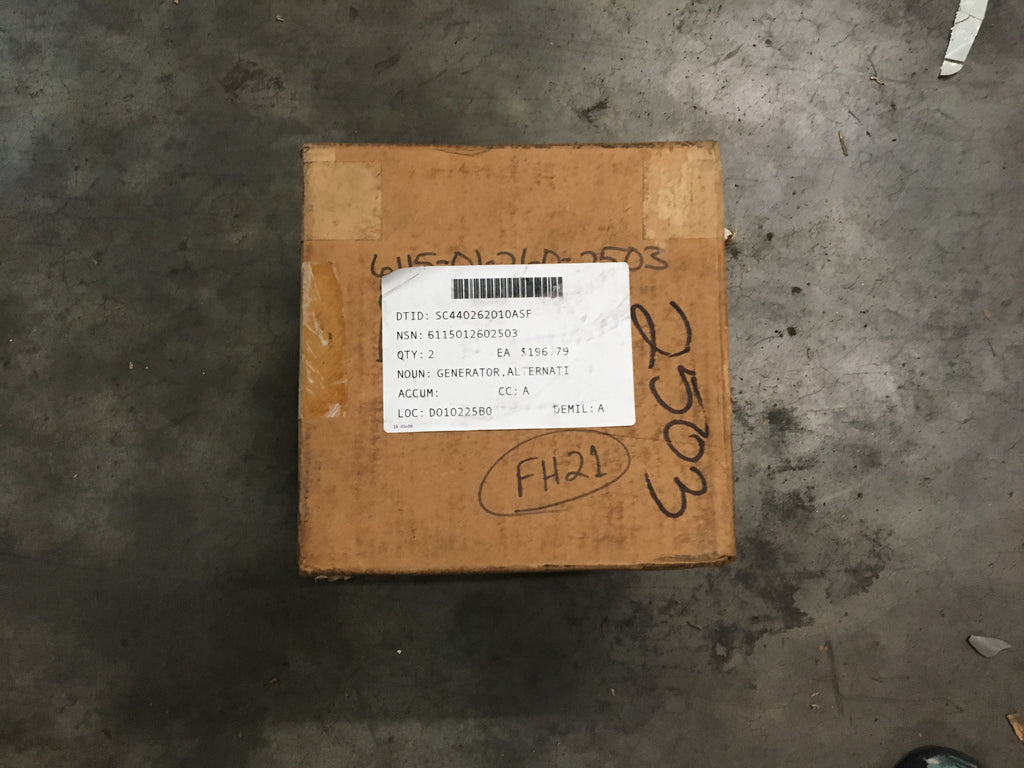 6115-01-260-2503
DTID: SC440262010ASF
NSN: 6115012602503
QTY: 2 EA $196.79
NOUN: GENERATOR,ALTERNATI
ACCUM: CC: A
LOC: D010225B0 DEMIL: A
FH21
2503